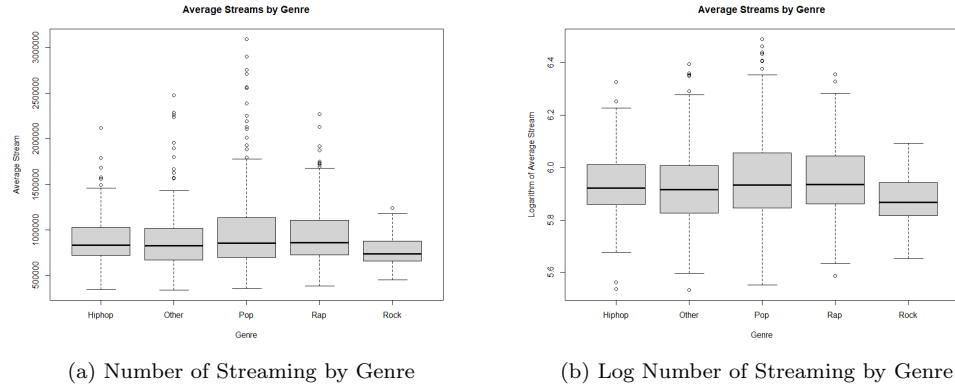 Average Streams by Genre
Average Stream
3000000
2500000
2000000
1500000
1000000
500000
Hiphop Other Pop Rap Rock
Genre
(a) Number of Streaming by Genre
Average Streams by Genre
Logarithm of Average Stream
6.4
6.2
6.0
5.8
5.6
Hiphop Other Pop Rap Rock
Genre
(b) Log Number of Streaming by Genre